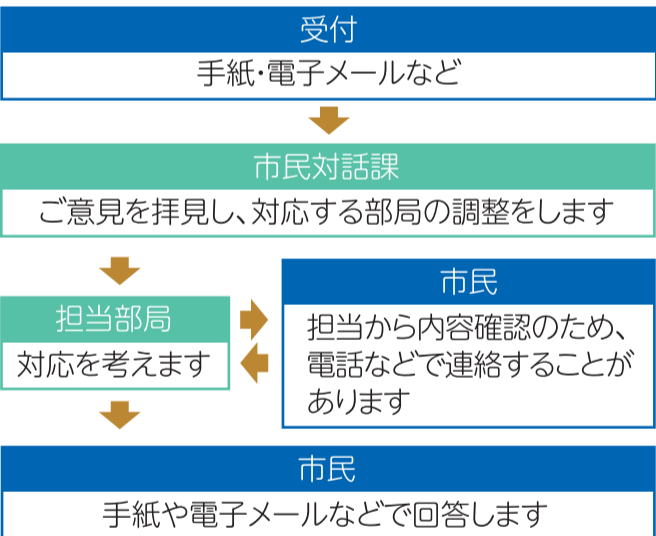 受付
手紙・電子メールなど
市民対話課
ご意見を拝見し、対応する部局の調整をします
担当部局
対応を考えます
市民
担当から内容確認のため、
電話などで連絡することが
あります
市民
手紙や電子メールなどで回答します